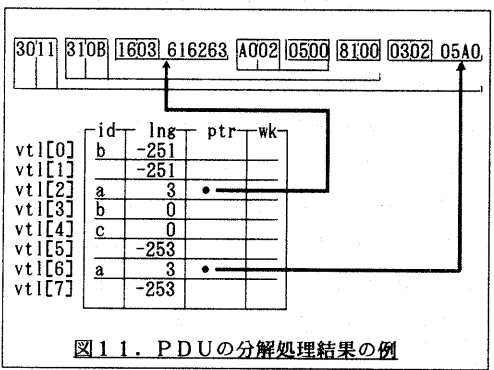 3011 310B 1603 616263 A002 0500 8100 0302 05A0
id lng ptr wk
vtl[0] b -251
vtl[1] -251
vtl[2] a 3
vtl[3] b 0
vtl[4] c 0
vtl[5] -253
vtl[6] a 3
vtl[7] -253
図11．PDUの分解処理結果の例